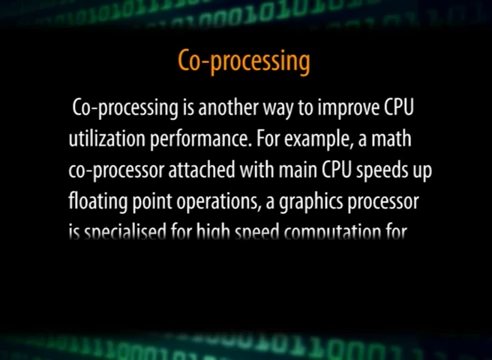 Co-processing
Co-processing is another way to improve CPU
utilization performance. For example, a math
co-processor attached with main CPU speeds up
floating point operations, a graphics processor
is specialised for high speed computation for